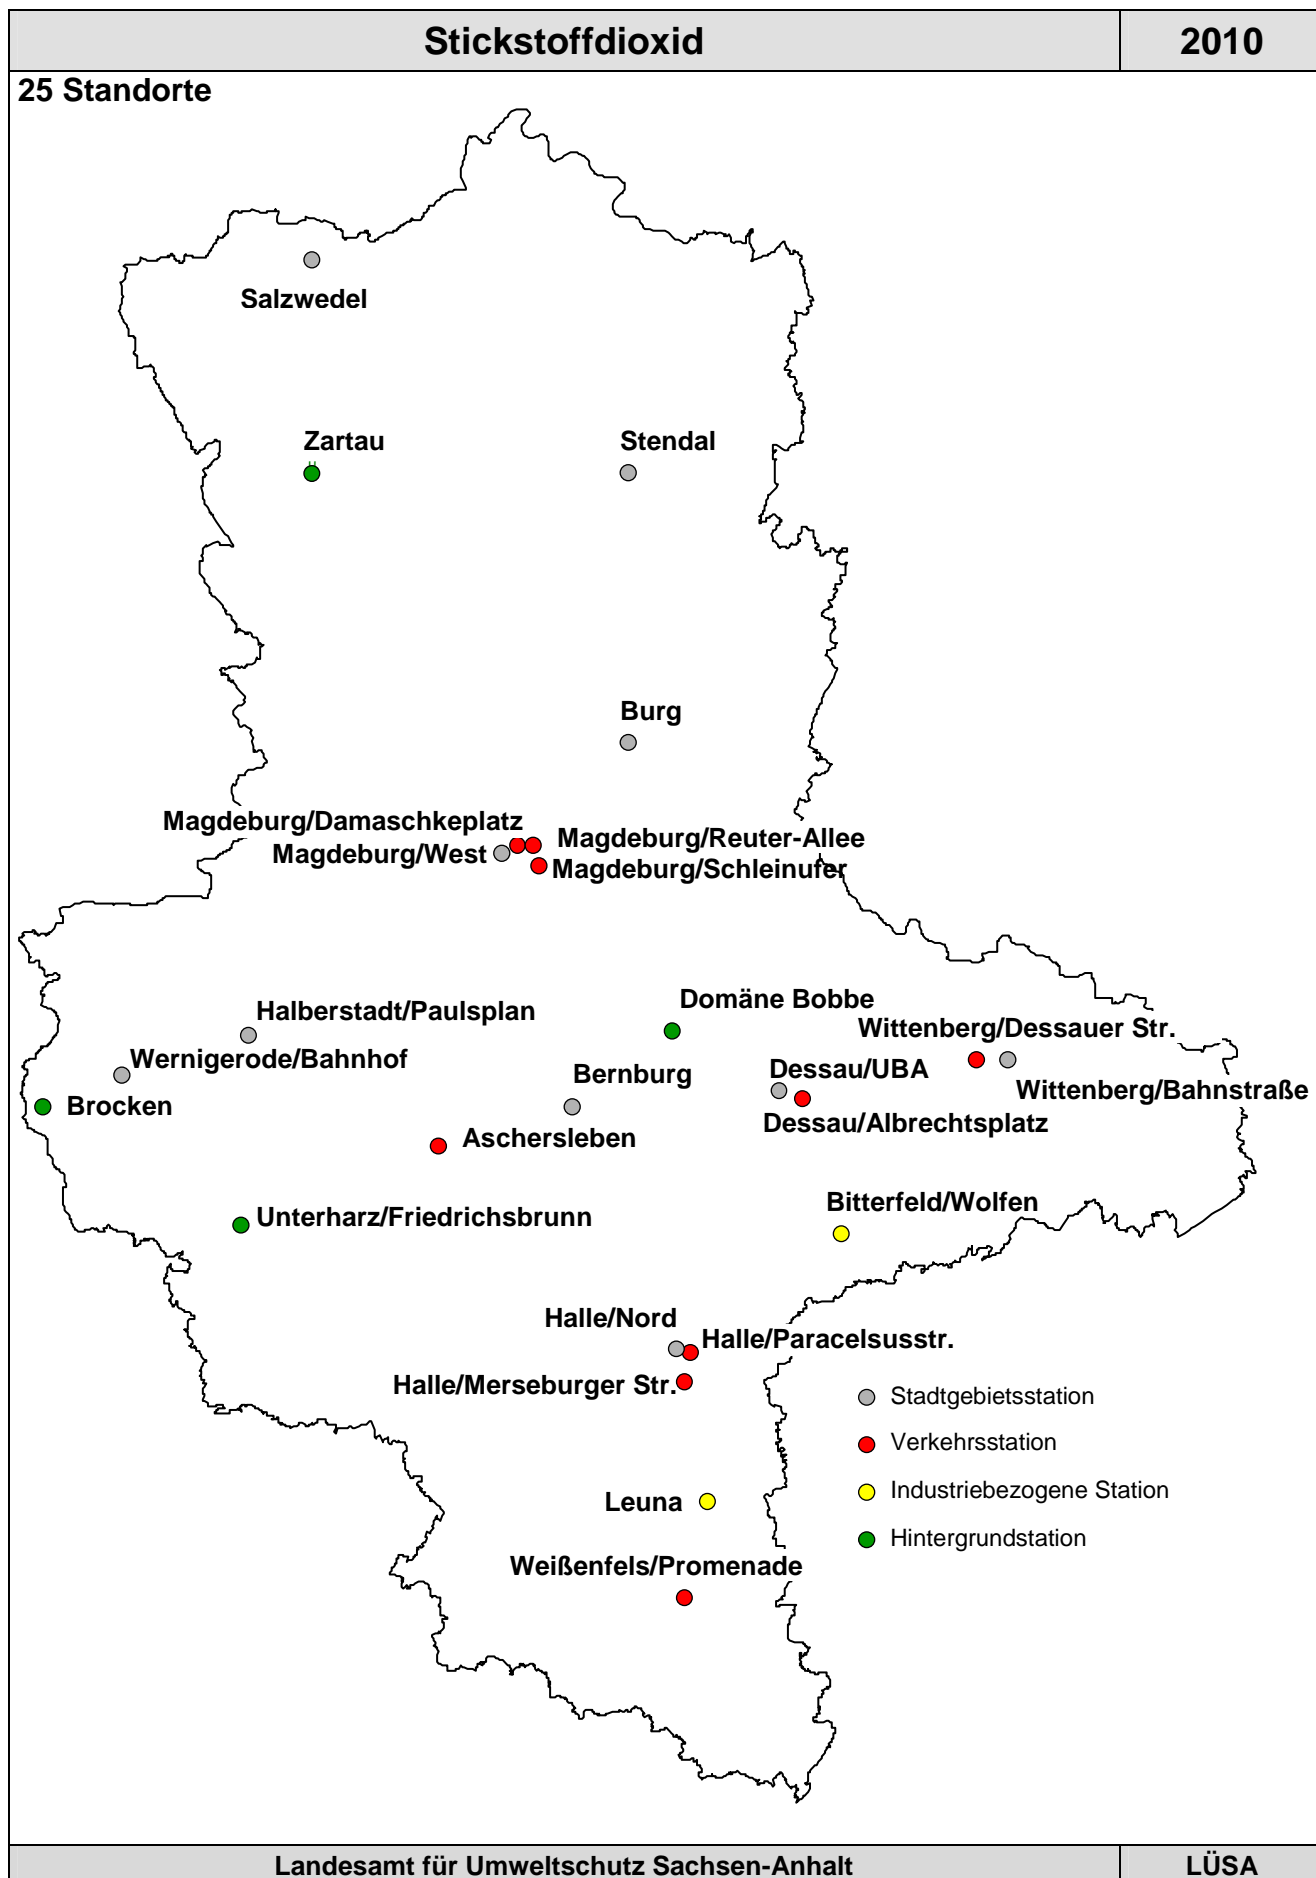 Stickstoffdioxid 2010
25 Standorte
Salzwedel
Zartau
Stendal
Burg
Magdeburg/Damaschkeplatz
Magdeburg/Reuter-Allee
Magdeburg/West
Magdeburg/Schleinufer
Domäne Bobbe
Halberstadt/Paulsplan
Wittenberg/Dessauer Str.
Wernigerode/Bahnhof
Bernburg
Dessau/UBA
Wittenberg/Bahnstraße
Brocken
Dessau/Albrechtsplatz
Aschersleben
Bitterfeld/Wolfen
Unterharz/Friedrichsbrunn
Halle/Nord
Halle/Paracelsusstr.
Halle/Merseburger Str.
Stadtgebietsstation
Verkehrsstation
Industriebezogene Station
Leuna
Hintergrundstation
Weißenfels/Promenade
Landesamt für Umweltschutz Sachsen-Anhalt LÜSA